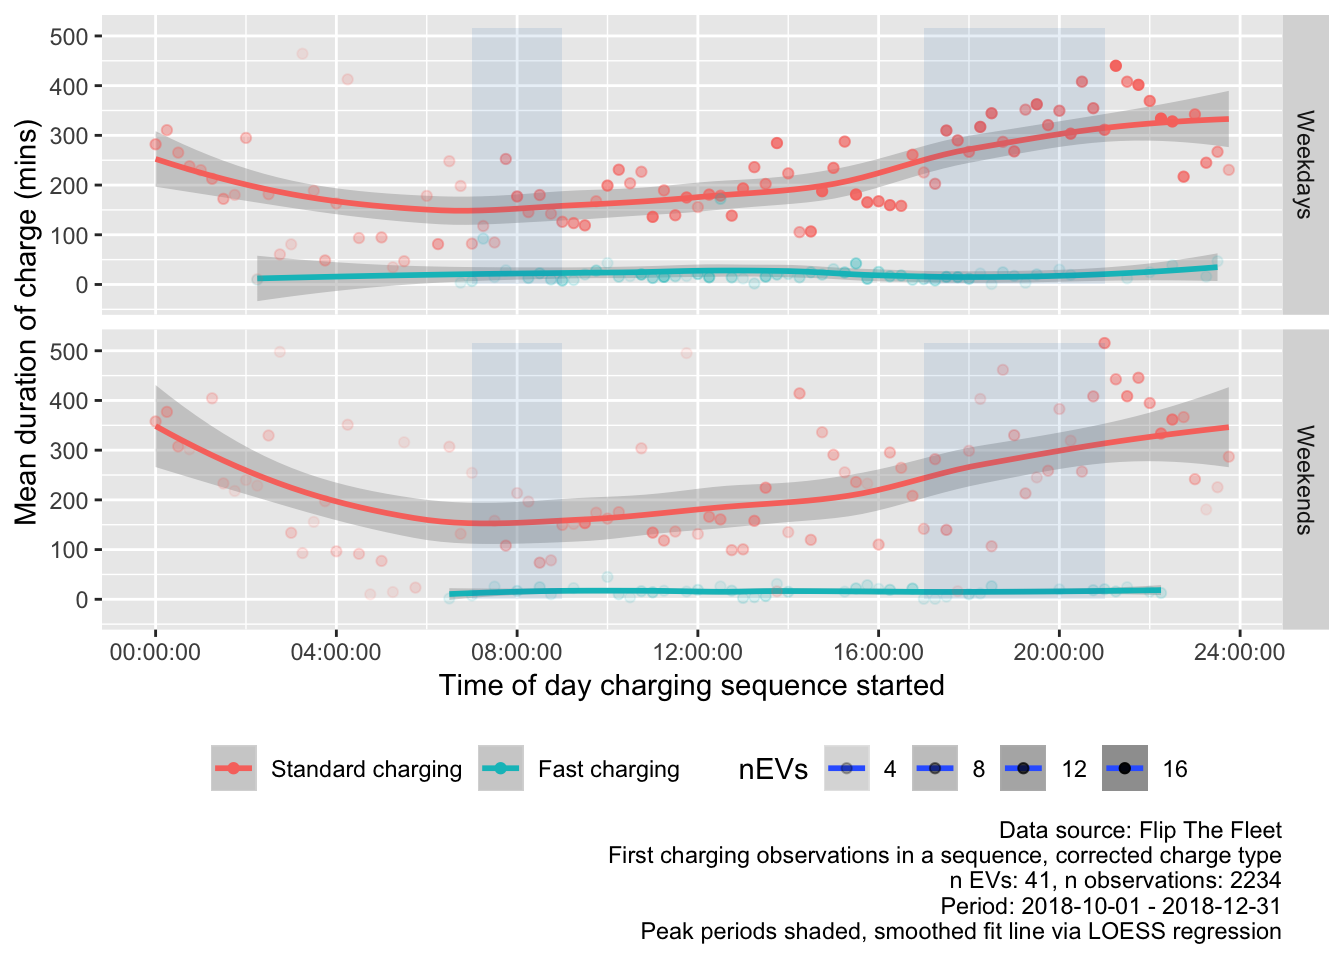 500
400
300
200
100
0
Weekdays
500
400
300
200
100
0
Weekends
Mean duration of charge (mins)
00:00:00 04:00:00 08:00:00 12:00:00 16:00:00 20:00:00 24:00:00
Time of day charging sequence started
Standard charging Fast charging nEVs 4 8 12 16
Data source: Flip The Fleet
First charging observations in a sequence, corrected charge type
n EVs: 41, n observations: 2234
Period: 2018-10-01 - 2018-12-31
Peak periods shaded, smoothed fit line via LOESS regression